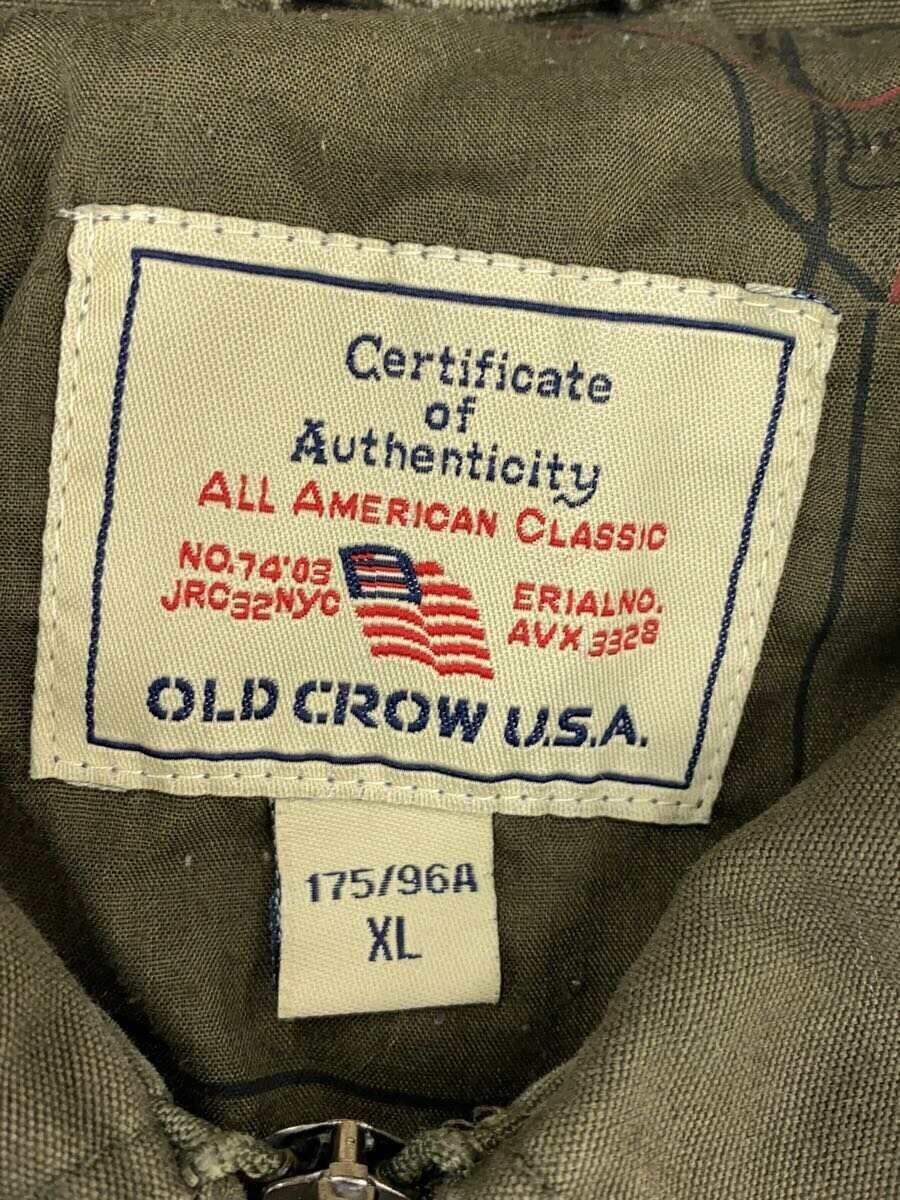 Certificate
of
Authenticity
ALL AMERICAN CLASSIC
NO.74'03
JRC32NYC
ERIALNO.
AVX 3328
OLD CROW U.S.A.
175/96A
XL